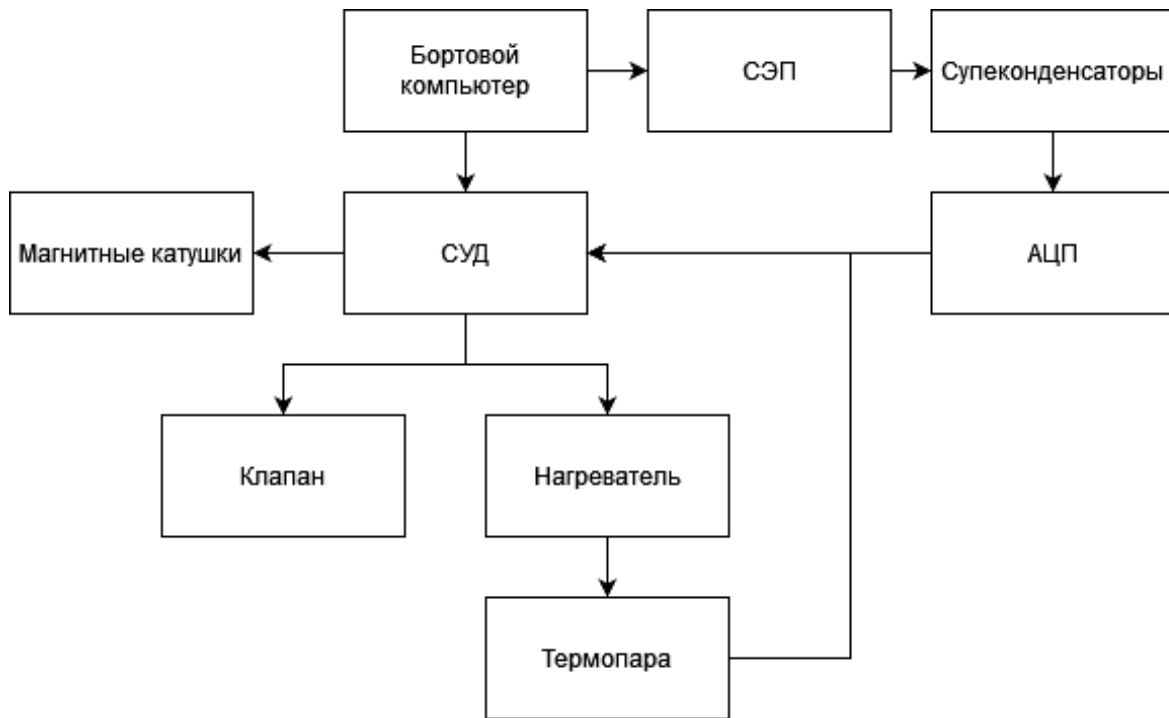 Бортовой
компьютер
СЭП
Супеконденсаторы
Магнитные катушки
СУД
АЦП
Клапан
Нагреватель
Термопара